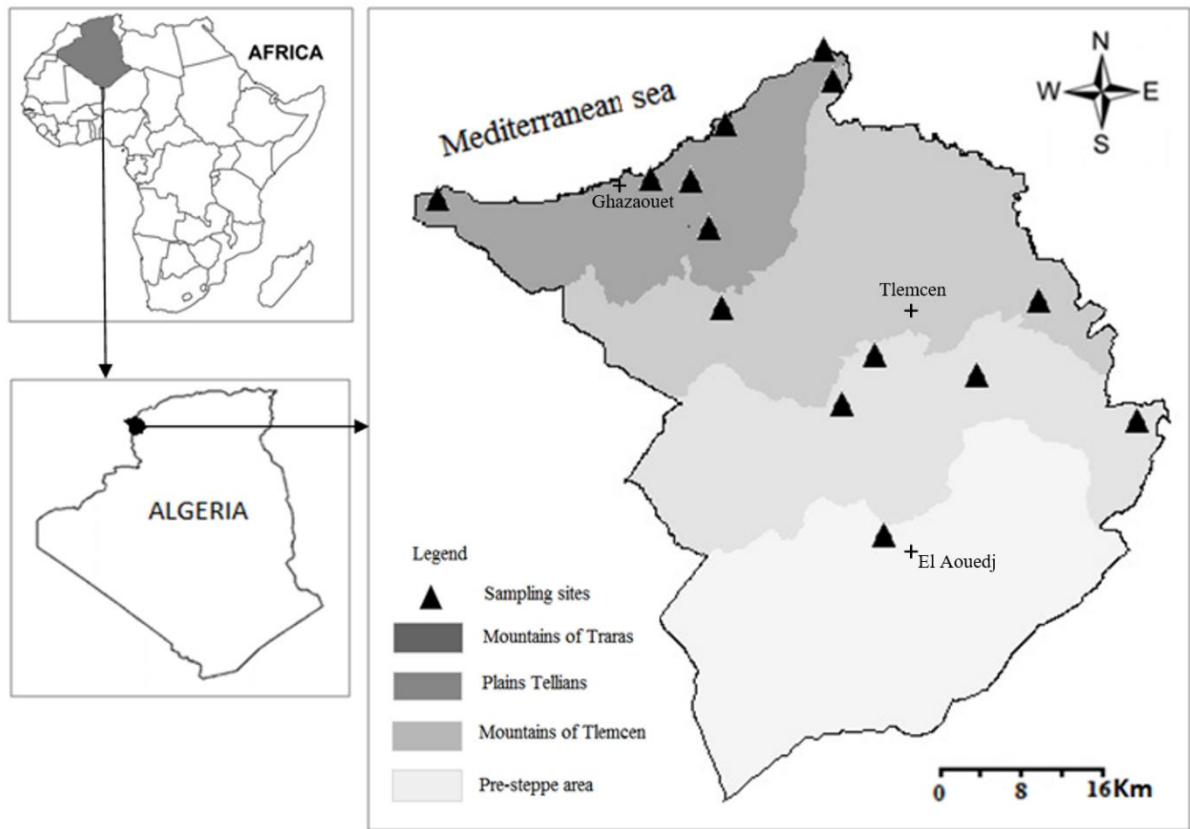 AFRICA
ALGERIA
Mediterranean sea
N
W E
S
Ghazaouet
Tlemcen
El Aouedj
Legend
Sampling sites
Mountains of Traras
Plains Tellians
Mountains of Tlemcen
Pre-steppe area
0 8 16Km